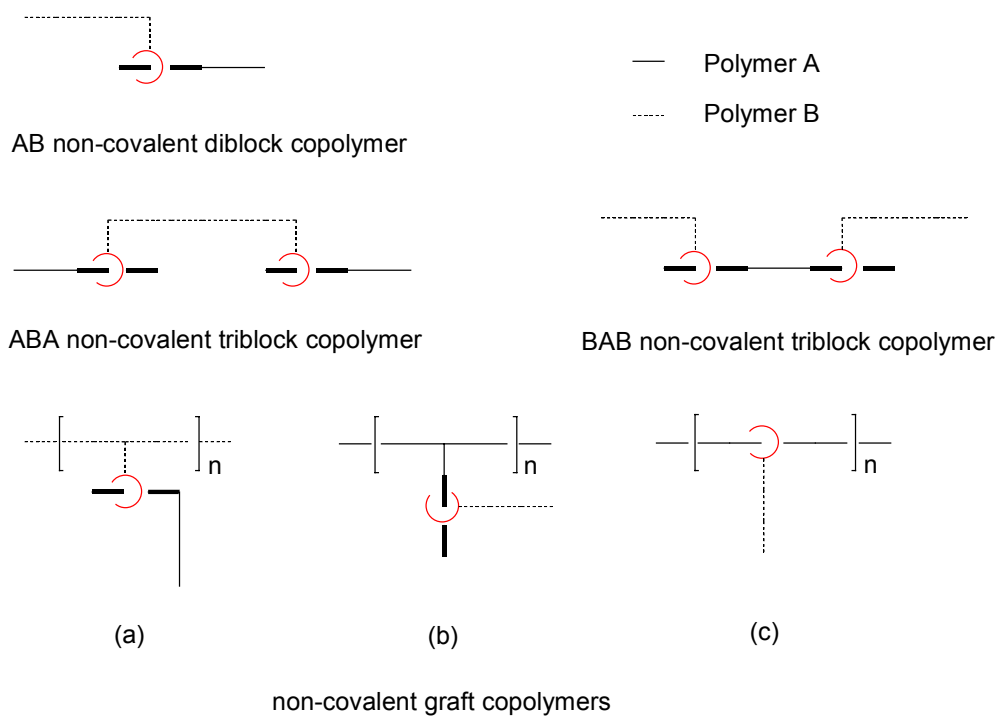 Polymer A
Polymer B
AB non-covalent diblock copolymer
ABA non-covalent triblock copolymer
BAB non-covalent triblock copolymer
n
n
n
(a)
(b)
(c)
non-covalent graft copolymers